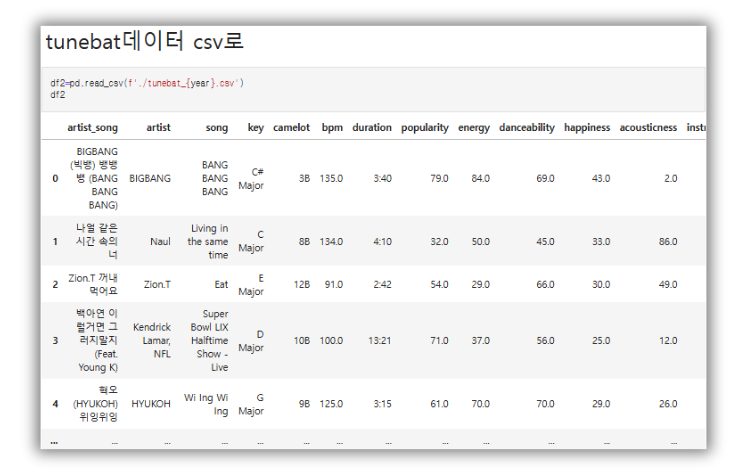 tunebat데이터 csv로
df2=pd.read_csv(f'./tunebat_{year}.csv')
df2
artist_song artist song key camelot bpm duration popularity energy danceability happiness acousticness instr
0 BIGBANG (빅뱅) 뱅뱅뱅 (BANG BANG BANG) BIGBANG BANG BANG BANG C# Major 3B 135.0 3:40 79.0 84.0 69.0 43.0 2.0
1 나얼 같은 시간 속의 너 Naul Living in the same time C Major 8B 134.0 4:10 32.0 50.0 45.0 33.0 86.0
2 Zion.T 꺼내 먹어요 Zion.T Eat E Major 12B 91.0 2:42 54.0 29.0 66.0 30.0 49.0
3 백아연 이럴거면 그러지말지 (Feat. Young K) Kendrick Lamar, NFL Super Bowl LIX Halftime Show - Live D Major 10B 100.0 13:21 71.0 37.0 56.0 25.0 12.0
4 혁오 (HYUKOH) 위잉위잉 HYUKOH Wi Ing Wi Ing G Major 9B 125.0 3:15 61.0 70.0 70.0 29.0 26.0
... ... ... ... ... ... ... ... ... ... ... ... ...